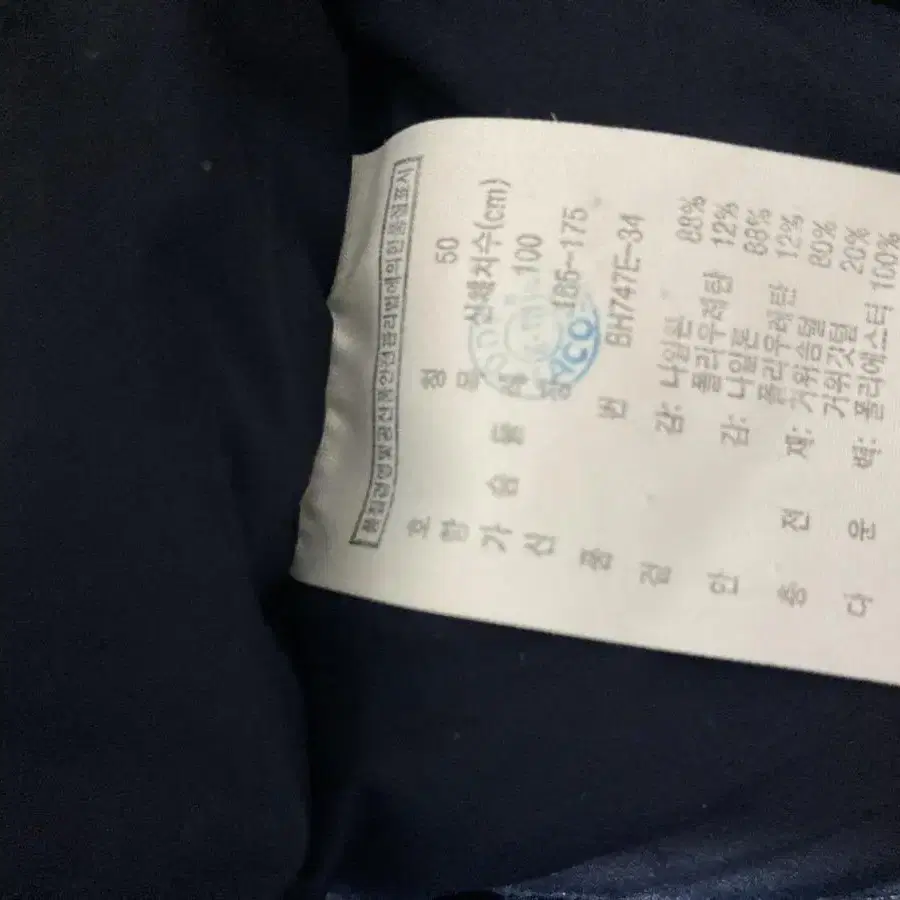 품질경영및공산품안전관리법에의한품질표시
호 칭 50
항 목 신체치수(cm)
가 슴 둘 레 100
신 장 165-175
품 번 BH747E-34
겉 감: 나일론 88%
폴리우레탄 12%
안 감: 나일론 88%
폴리우레탄 12%
충 전 재: 거위솜털 80%
거위깃털 20%
다 운 백: 폴리에스터 100%